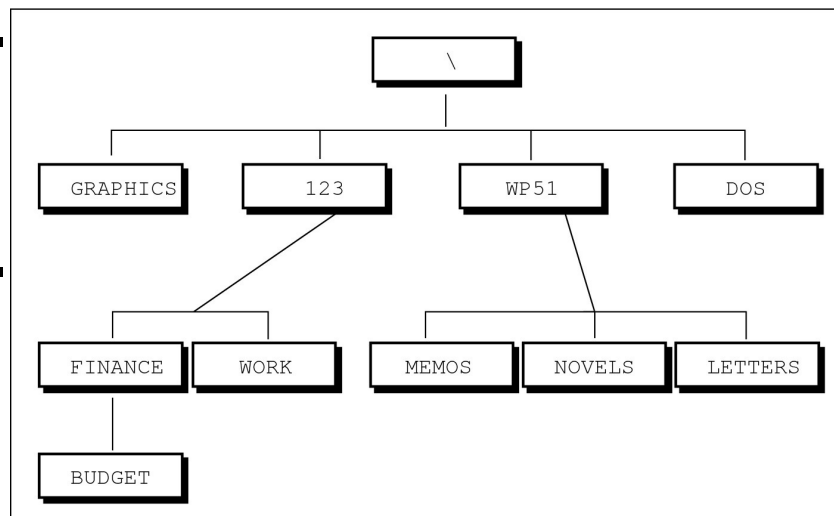 \
GRAPHICS 123 WP51 DOS
FINANCE WORK MEMOS NOVELS LETTERS
BUDGET